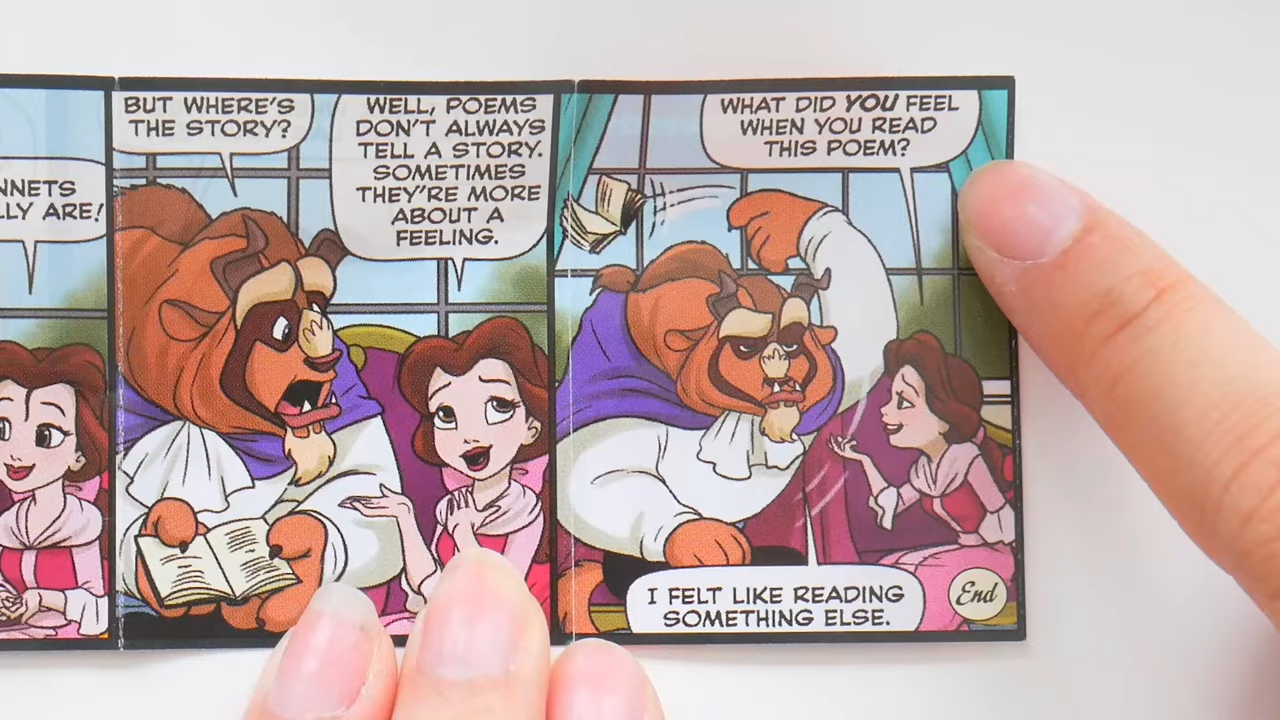 LLY ARE!
BUT WHERE'S
THE STORY?
WELL, POEMS
DON'T ALWAYS
TELL A STORY.
SOMETIMES
THEY'RE MORE
ABOUT A
FEELING.
WHAT DID YOU FEEL
WHEN YOU READ
THIS POEM?
I FELT LIKE READING
SOMETHING ELSE.
End